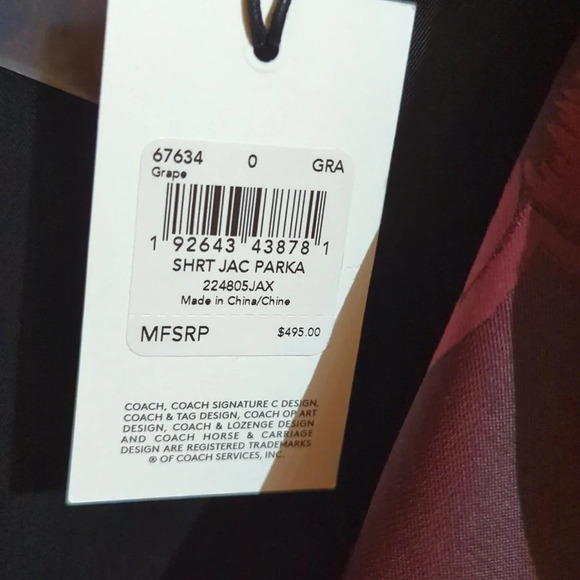 67634 0 GRA
Grape
1 92643 43878 1
SHRT JAC PARKA
224805JAX
Made in China/Chine
MFSRP $495.00
COACH, COACH SIGNATURE C DESIGN,
COACH & TAG DESIGN, COACH OP ART
DESIGN, COACH & LOZENGE DESIGN
AND COACH HORSE & CARRIAGE
DESIGN ARE REGISTERED TRADEMARKS
® OF COACH SERVICES, INC.